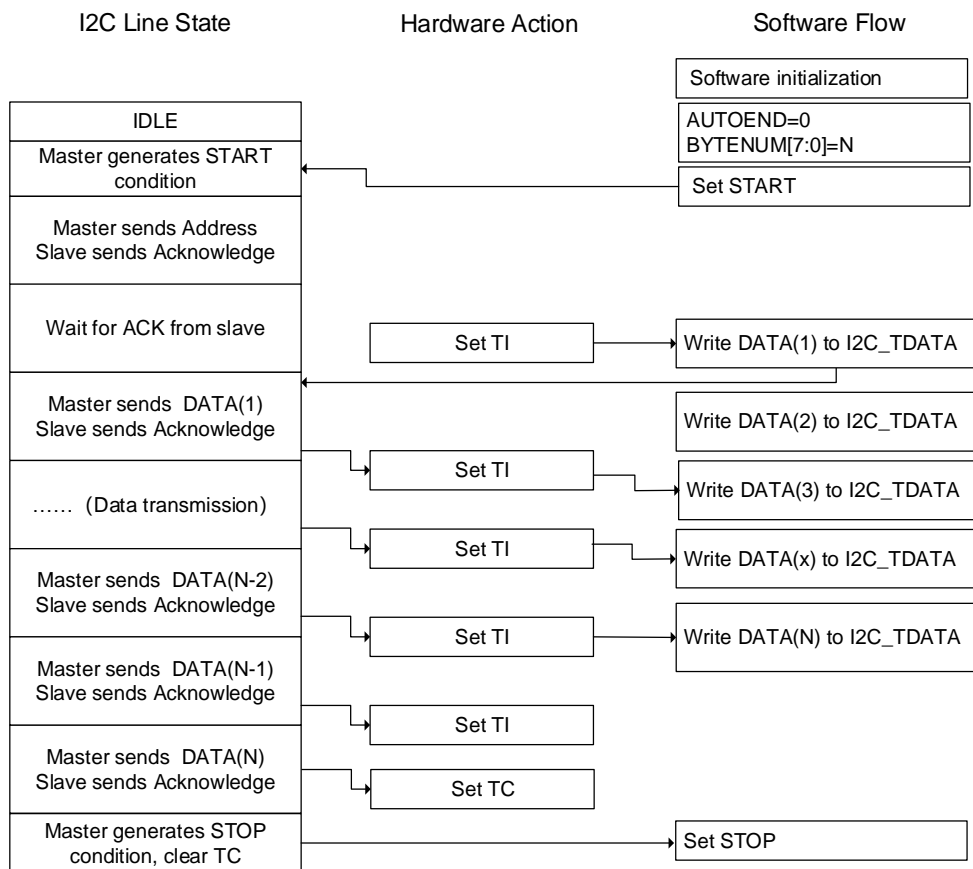 I2C Line State
Hardware Action
Software Flow
Software initialization
IDLE
AUTOEND=0
BYTENUM[7:0]=N
Master generates START
condition
Set START
Master sends Address
Slave sends Acknowledge
Wait for ACK from slave
Set TI
Write DATA(1) to I2C_TDATA
Master sends DATA(1)
Slave sends Acknowledge
Write DATA(2) to I2C_TDATA
Set TI
Write DATA(3) to I2C_TDATA
...... (Data transmission)
Set TI
Write DATA(x) to I2C_TDATA
Master sends DATA(N-2)
Slave sends Acknowledge
Set TI
Write DATA(N) to I2C_TDATA
Master sends DATA(N-1)
Slave sends Acknowledge
Set TI
Master sends DATA(N)
Slave sends Acknowledge
Set TC
Master generates STOP
condition, clear TC
Set STOP